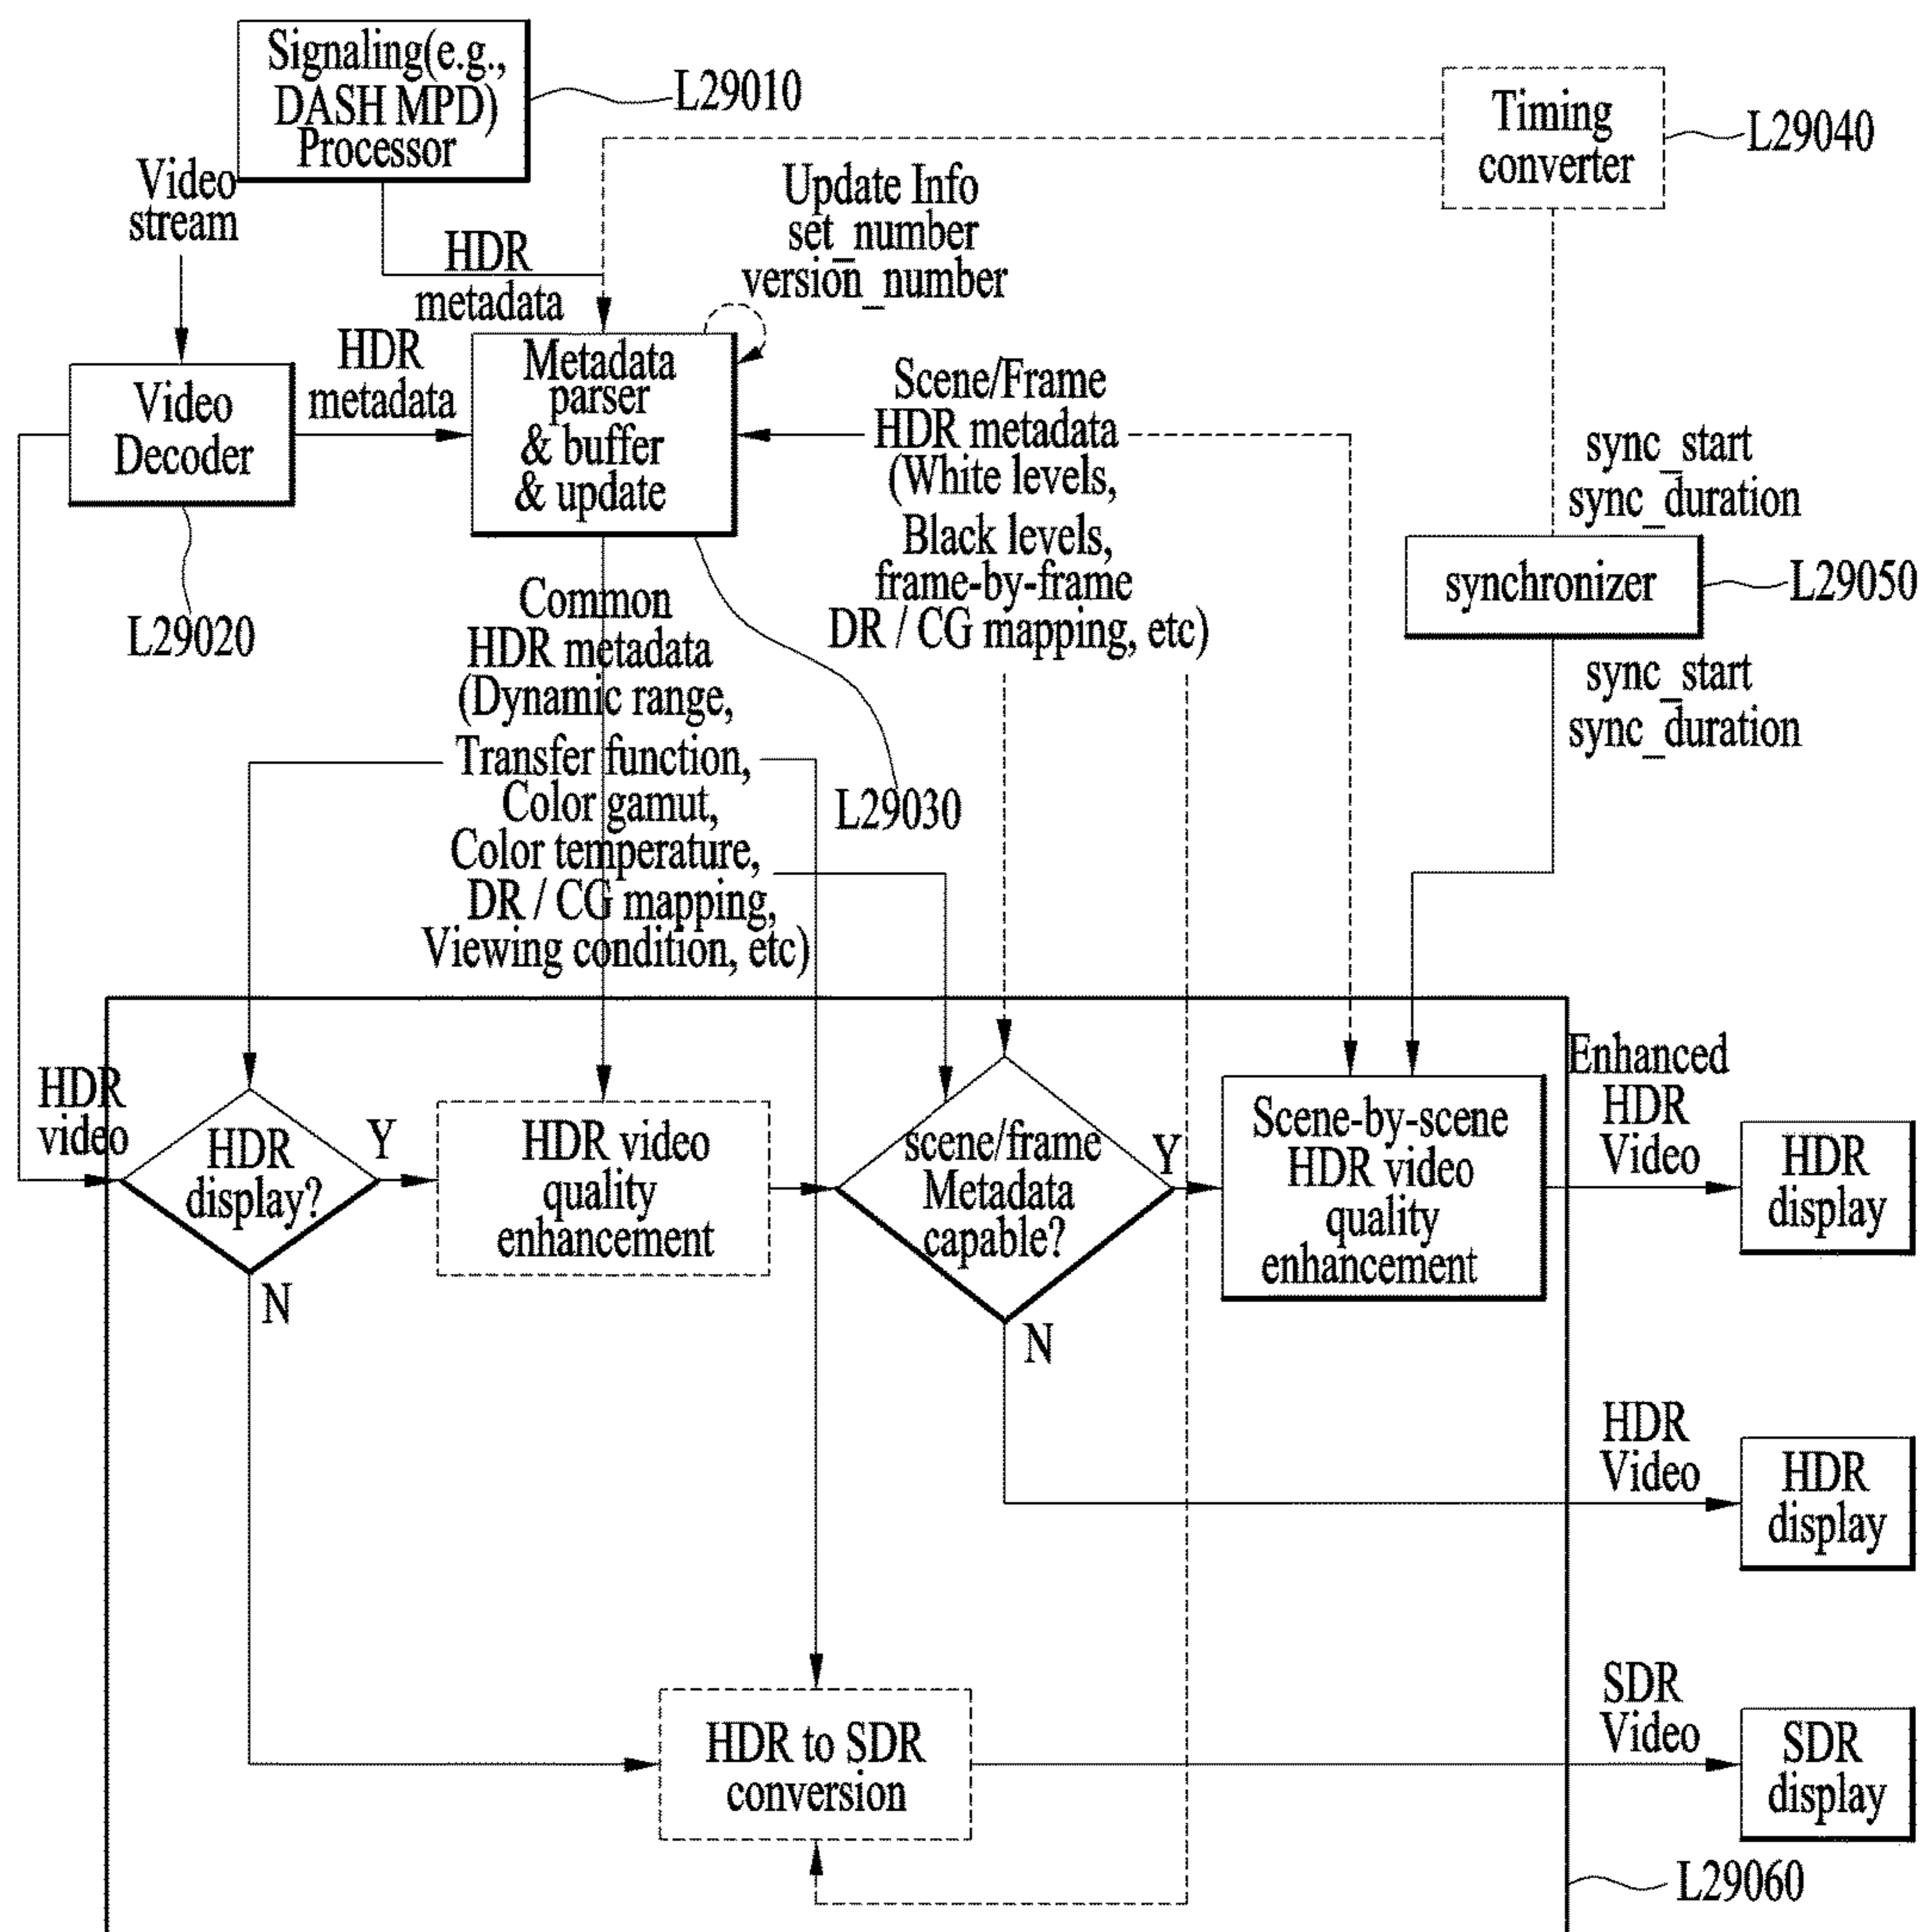 Signaling(e.g.,
DASH MPD)
Processor
L29010
Timing
converter
L29040
Video
stream
HDR
metadata
Update Info
set_number
version_number
Video
Decoder
L29020
HDR
metadata
Metadata
parser
& buffer
& update
L29030
Scene/Frame
HDR metadata
(White levels,
Black levels,
frame-by-frame
DR / CG mapping, etc)
sync_start
sync_duration
synchronizer
L29050
sync_start
sync_duration
Common
HDR metadata
(Dynamic range,
Transfer function,
Color gamut,
Color temperature,
DR / CG mapping,
Viewing condition, etc)
HDR
video
HDR
display?
Y
N
HDR video
quality
enhancement
scene/frame
Metadata
capable?
Y
N
Scene-by-scene
HDR video
quality
enhancement
Enhanced
HDR
Video
HDR
display
HDR
Video
HDR
display
HDR to SDR
conversion
SDR
Video
SDR
display
L29060